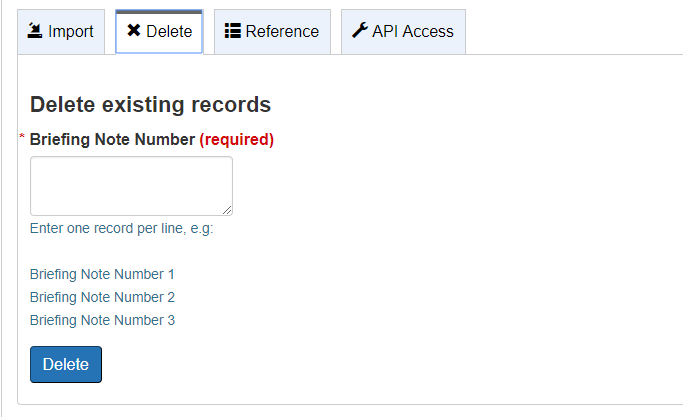 Import Delete Reference API Access
Delete existing records
* Briefing Note Number (required)
Enter one record per line, e.g:
Briefing Note Number 1
Briefing Note Number 2
Briefing Note Number 3
Delete